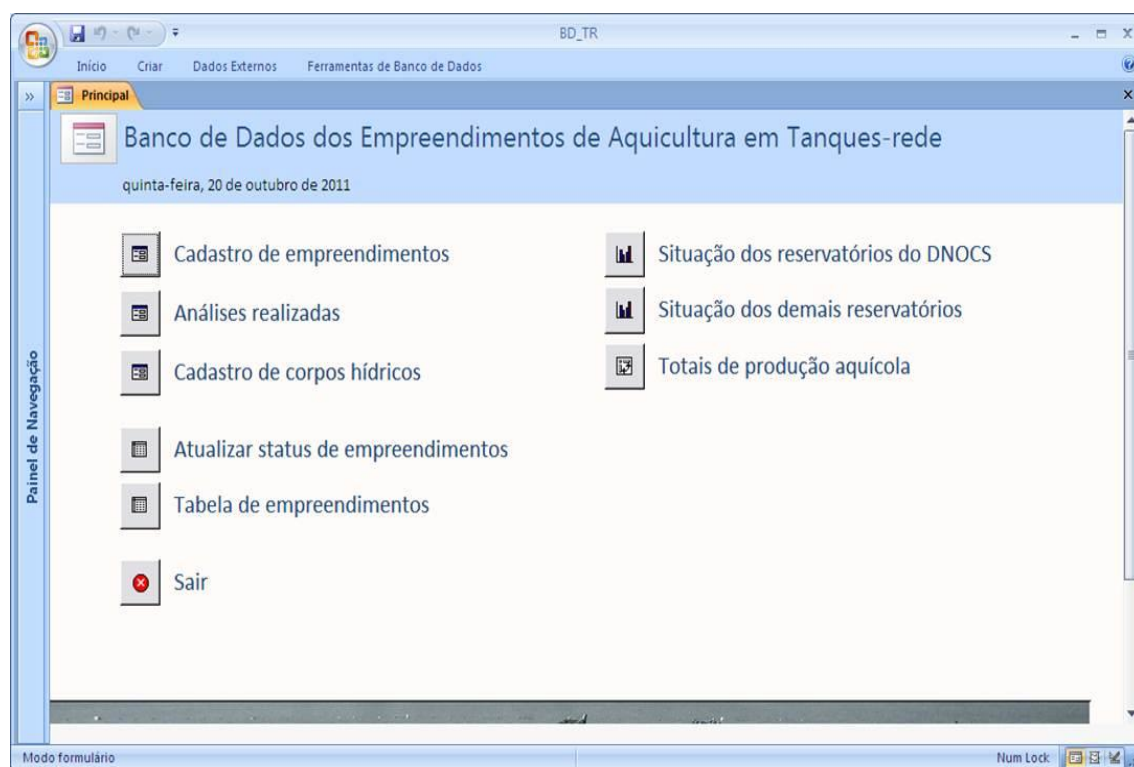 BD_TR
Início Criar Dados Externos Ferramentas de Banco de Dados
Principal
Banco de Dados dos Empreendimentos de Aquicultura em Tanques-rede
quinta-feira, 20 de outubro de 2011
Painel de Navegação
Cadastro de empreendimentos
Análises realizadas
Cadastro de corpos hídricos
Atualizar status de empreendimentos
Tabela de empreendimentos
Sair
Situação dos reservatórios do DNOCS
Situação dos demais reservatórios
Totais de produção aquícola
Modo formulário
Num Lock